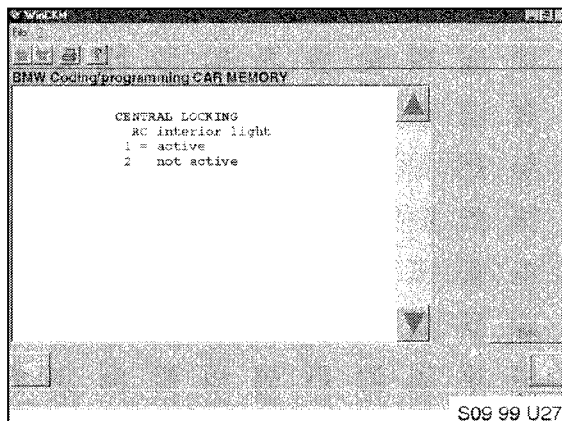 File ?
?
BMW Coding/programming CAR MEMORY
CENTRAL LOCKING
RC interior light
1 = active
2 not active
S09 99 U27